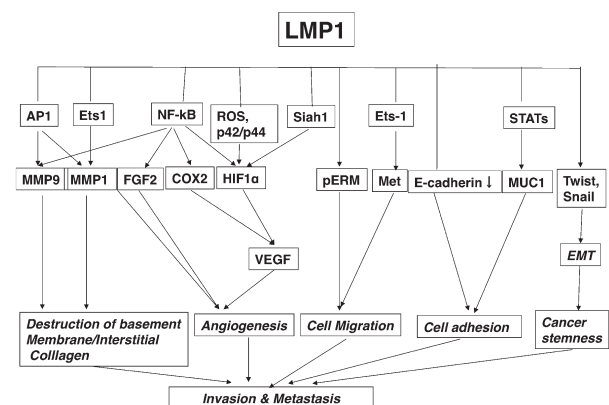 LMP1
AP1
Ets1
NF-kB
ROS,
p42/p44
Siah1
Ets-1
STATs
MMP9
MMP1
FGF2
COX2
HIF1α
pERM
Met
E-cadherin ↓
MUC1
Twist,
Snail
VEGF
EMT
Destruction of basement
Membrane/Interstitial
Colllagen
Angiogenesis
Cell Migration
Cell adhesion
Cancer
stemness
Invasion & Metastasis